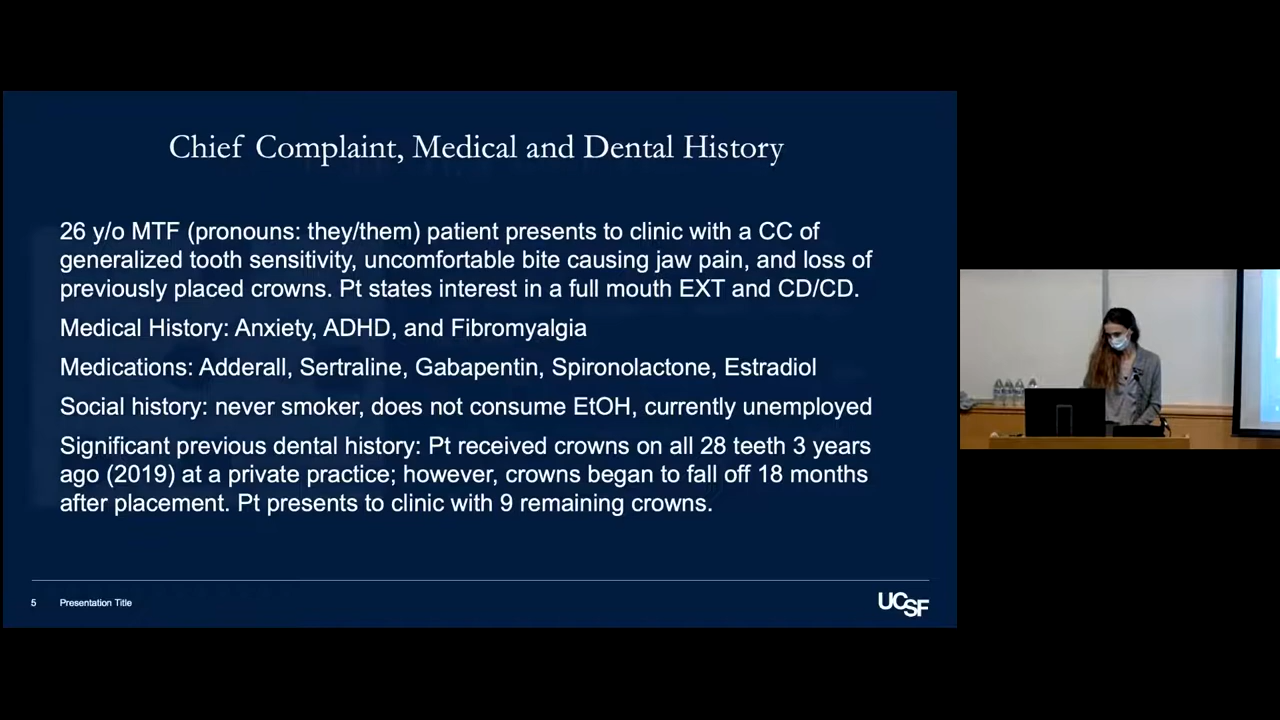 Chief Complaint, Medical and Dental History
26 y/o MTF (pronouns: they/them) patient presents to clinic with a CC of
generalized tooth sensitivity, uncomfortable bite causing jaw pain, and loss of
previously placed crowns. Pt states interest in a full mouth EXT and CD/CD.
Medical History: Anxiety, ADHD, and Fibromyalgia
Medications: Adderall, Sertraline, Gabapentin, Spironolactone, Estradiol
Social history: never smoker, does not consume EtOH, currently unemployed
Significant previous dental history: Pt received crowns on all 28 teeth 3 years
ago (2019) at a private practice; however, crowns began to fall off 18 months
after placement. Pt presents to clinic with 9 remaining crowns.
5 Presentation Title
UCSF